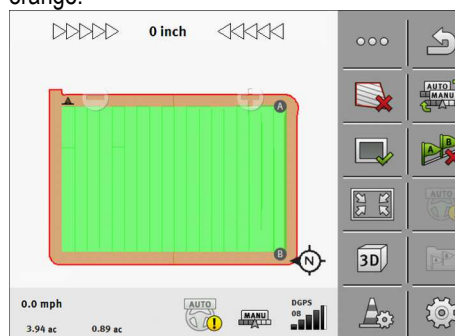 orange.
0 inch
AUTO
MANU
A
A B
3D
B
N
0.0 mph
AUTO
MANU
DGPS
08
3.94 ac
0.89 ac
AUTO